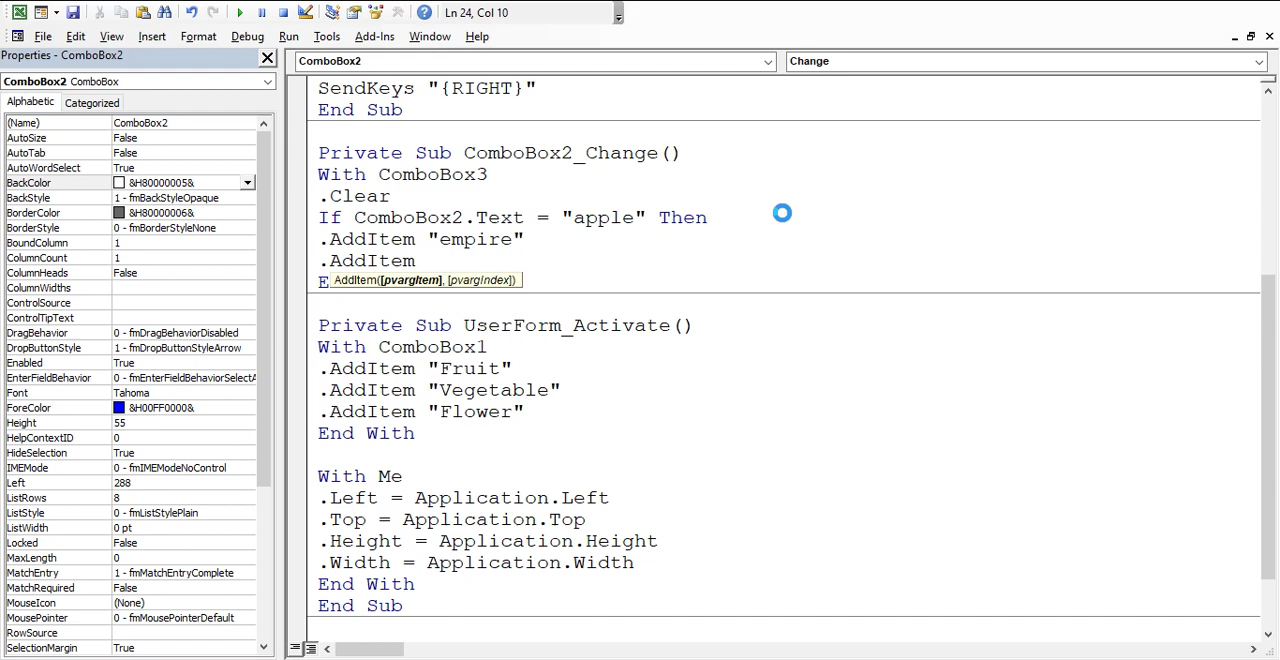 Ln 24, Col 10
File Edit View Insert Format Debug Run Tools Add-Ins Window Help
Properties - ComboBox2
ComboBox2 ComboBox
Alphabetic Categorized
(Name) ComboBox2
AutoSize False
AutoTab False
AutoWordSelect True
BackColor &H80000005&
BackStyle 1 - fmBackStyleOpaque
BorderColor &H80000006&
BorderStyle 0 - fmBorderStyleNone
BoundColumn 1
ColumnCount 1
ColumnHeads False
ColumnWidths
ControlSource
ControlTipText
DragBehavior 0 - fmDragBehaviorDisabled
DropButtonStyle 1 - fmDropButtonStyleArrow
Enabled True
EnterFieldBehavior 0 - fmEnterFieldBehaviorSelectA
Font Tahoma
ForeColor &H00FF0000&
Height 55
HelpContextID 0
HideSelection True
IMEMode 0 - fmIMEModeNoControl
Left 288
ListRows 8
ListStyle 0 - fmListStylePlain
ListWidth 0 pt
Locked False
MaxLength 0
MatchEntry 1 - fmMatchEntryComplete
MatchRequired False
MouseIcon (None)
MousePointer 0 - fmMousePointerDefault
RowSource
SelectionMargin True
ComboBox2 Change
SendKeys "{RIGHT}"
End Sub
Private Sub ComboBox2_Change()
With ComboBox3
.Clear
If ComboBox2.Text = "apple" Then
.AddItem "empire"
.AddItem
E AddItem([pvargItem], [pvargIndex])
Private Sub UserForm_Activate()
With ComboBox1
.AddItem "Fruit"
.AddItem "Vegetable"
.AddItem "Flower"
End With
With Me
.Left = Application.Left
.Top = Application.Top
.Height = Application.Height
.Width = Application.Width
End With
End Sub